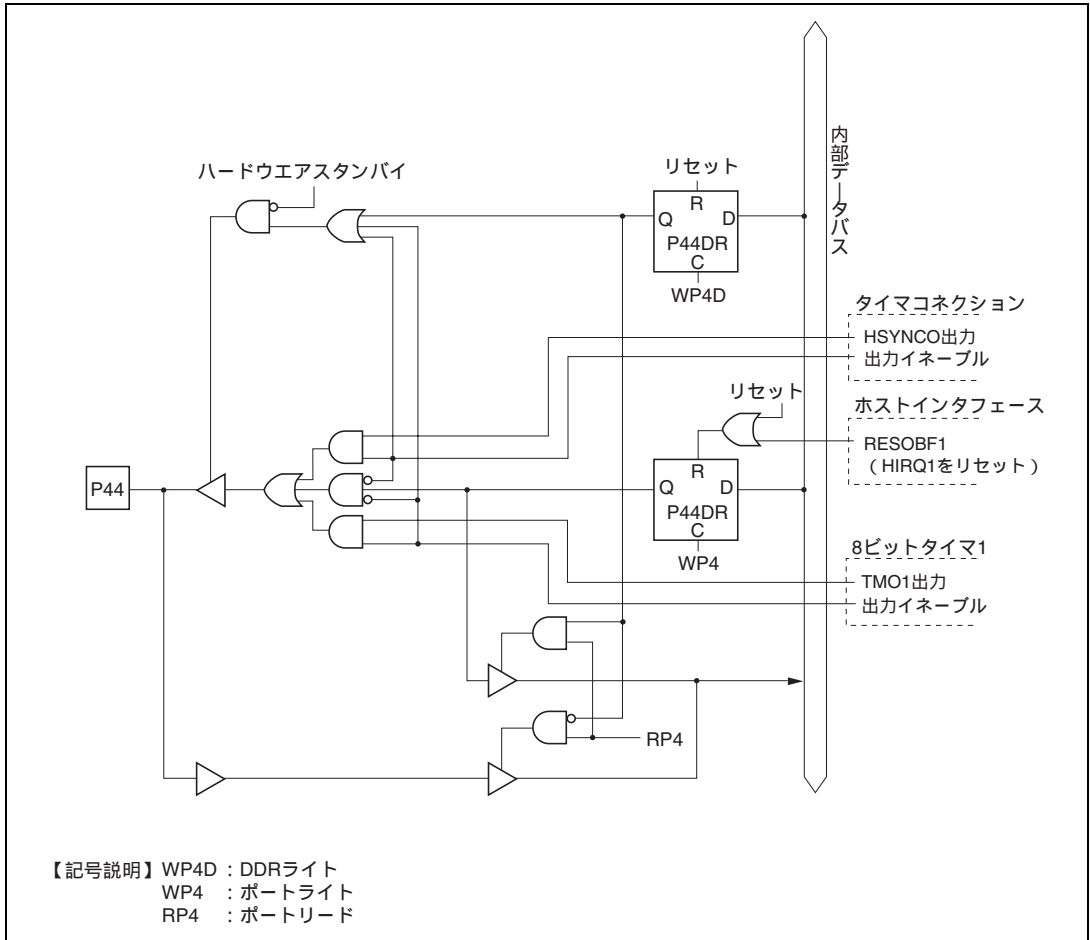 ハードウエアスタンバイ
リセット
R
Q
D
P44DR
C
WP4D
内部データバス
タイマコネクション
HSYNCO出力
出力イネーブル
リセット
ホストインタフェース
RESOBF1
（HIRQ1をリセット）
R
Q
D
P44DR
C
WP4
P44
8ビットタイマ1
TMO1出力
出力イネーブル
RP4
【記号説明】WP4D：DDRライト
WP4：ポートライト
RP4：ポートリード